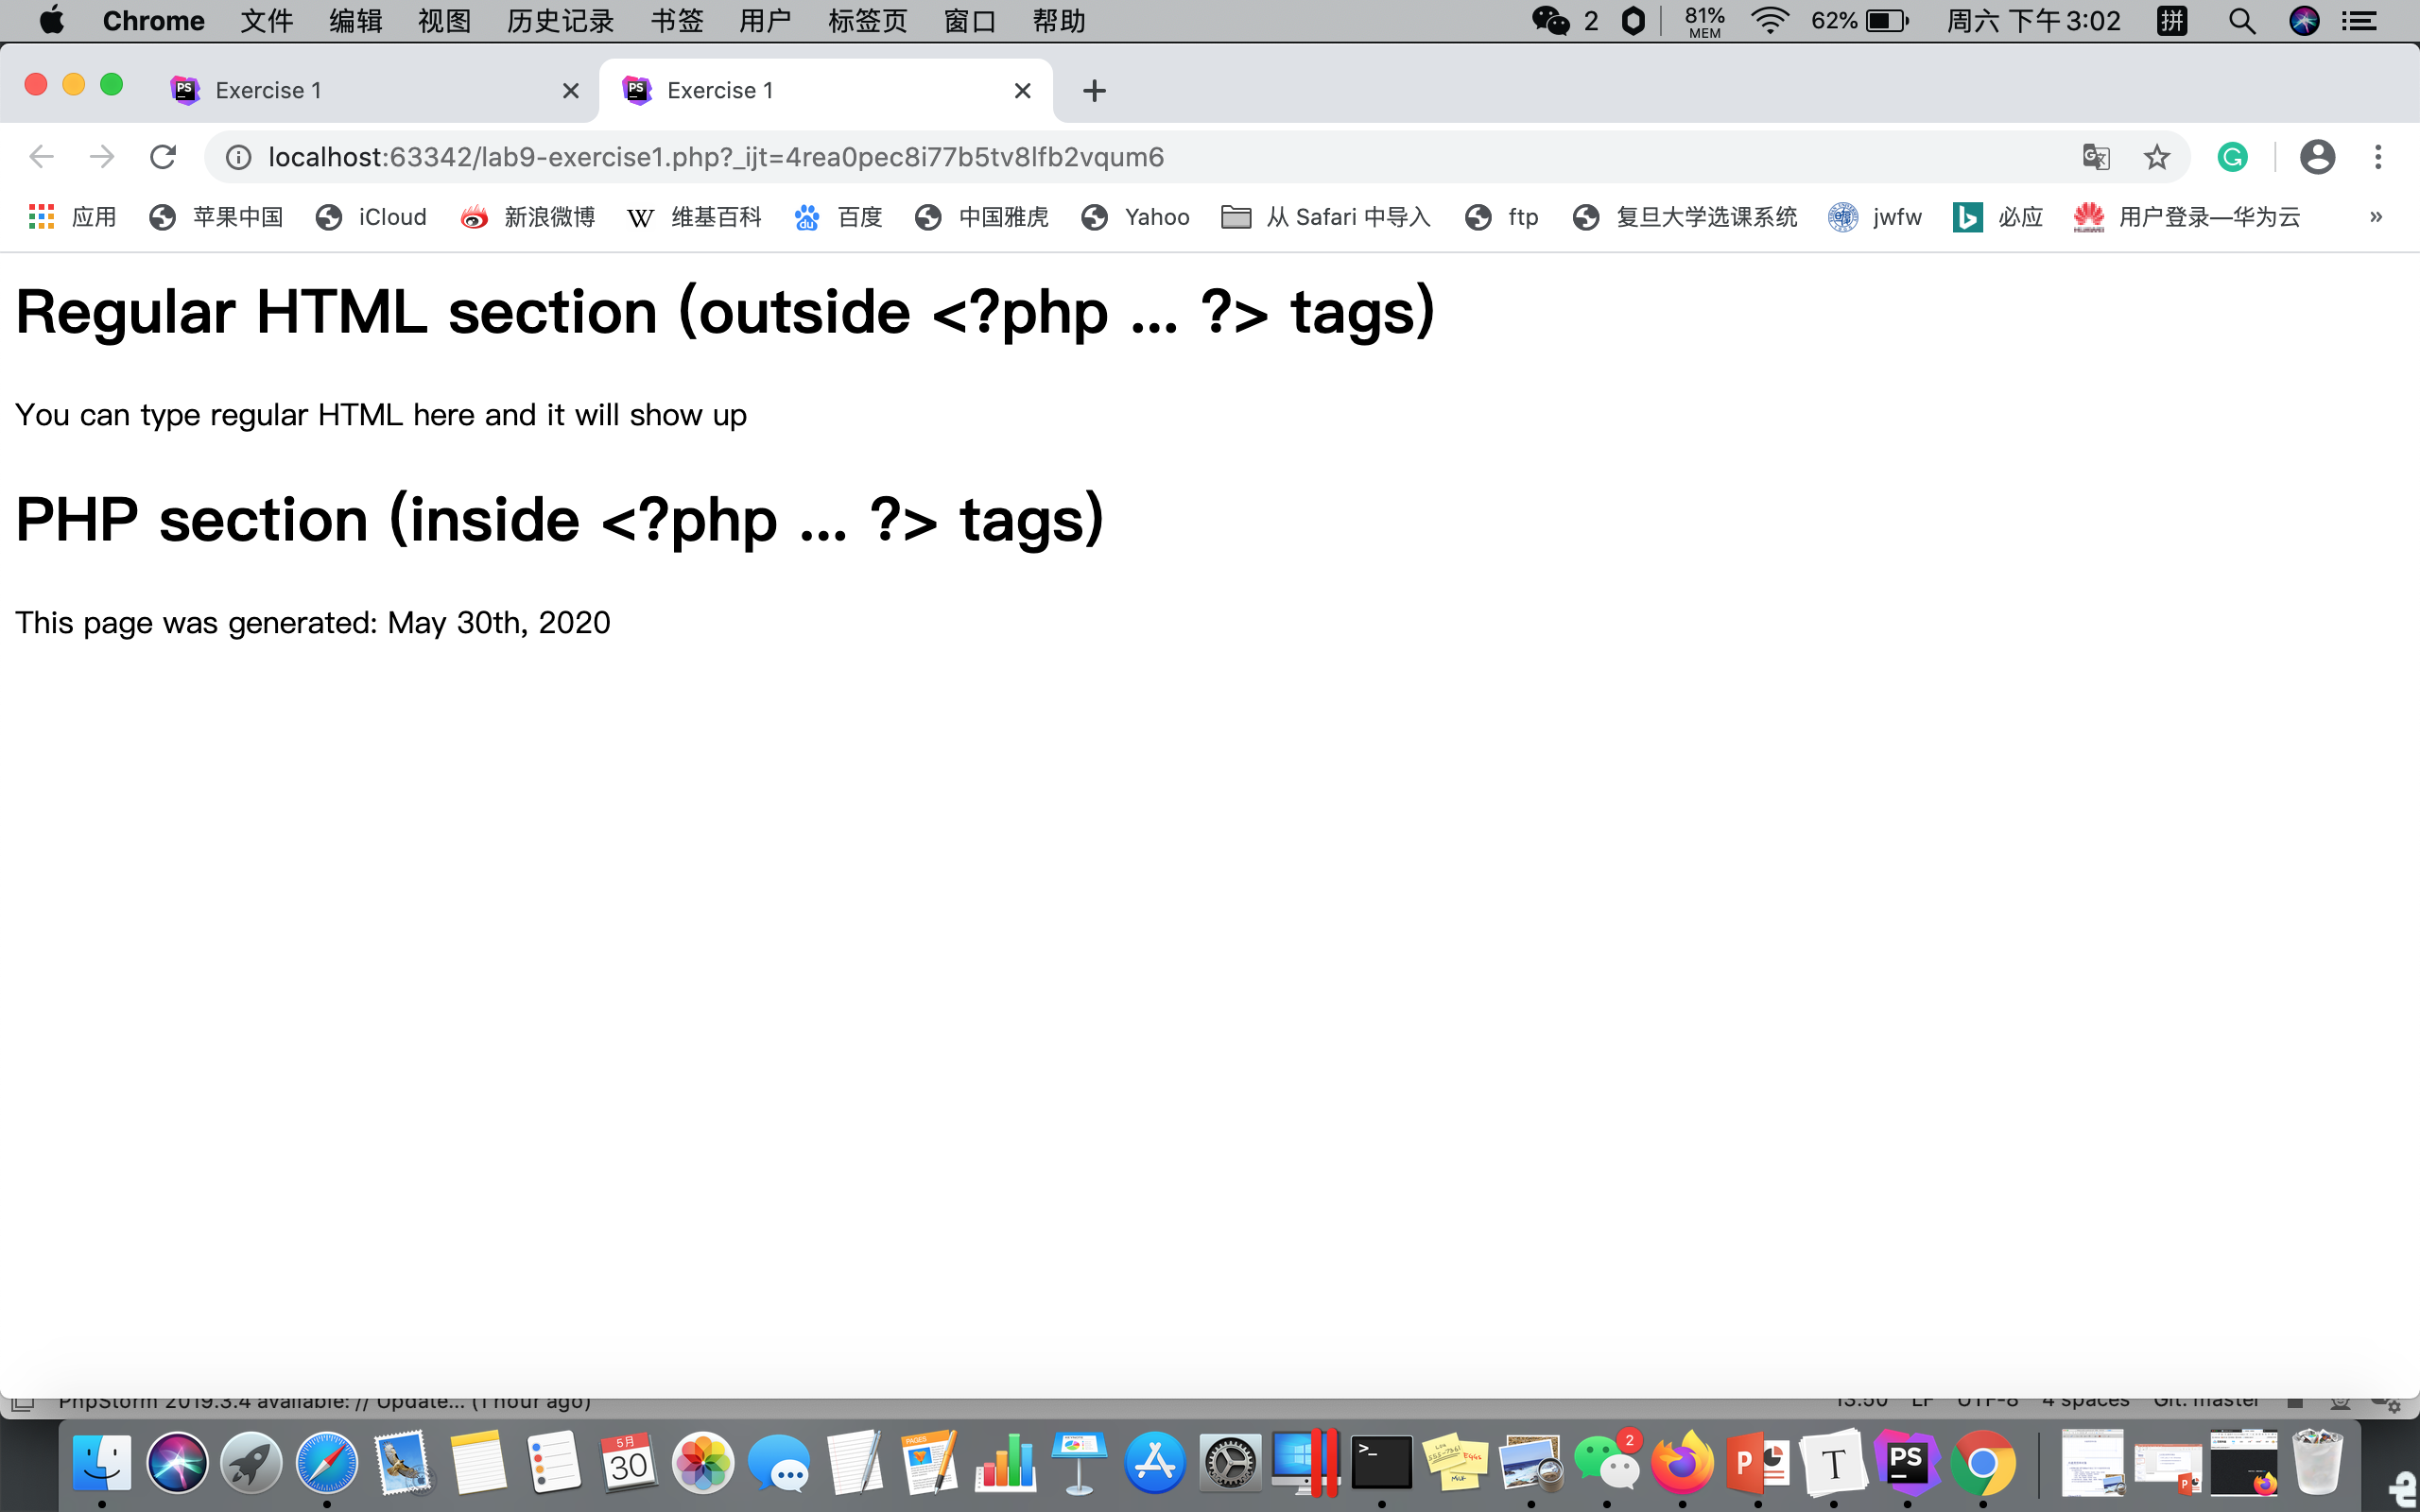 Chrome 文件 编辑 视图 历史记录 书签 用户 标签页 窗口 帮助 2 81% MEM 62% 周六 下午3:02 拼
Exercise 1 Exercise 1
localhost:63342/lab9-exercise1.php?_ijt=4rea0pec8i77b5tv8lfb2vqum6
应用 苹果中国 iCloud 新浪微博 维基百科 百度 中国雅虎 Yahoo 从 Safari 中导入 ftp 复旦大学选课系统 jwfw 必应 用户登录—华为云 »
Regular HTML section (outside <?php ... ?> tags)
You can type regular HTML here and it will show up
PHP section (inside <?php ... ?> tags)
This page was generated: May 30th, 2020
PhpStorm 2019.3.4 available: // Update... (1 hour ago) 13:50 LF UTF-8 4 spaces Git: master
5月 30 PAGES 2 P T PS